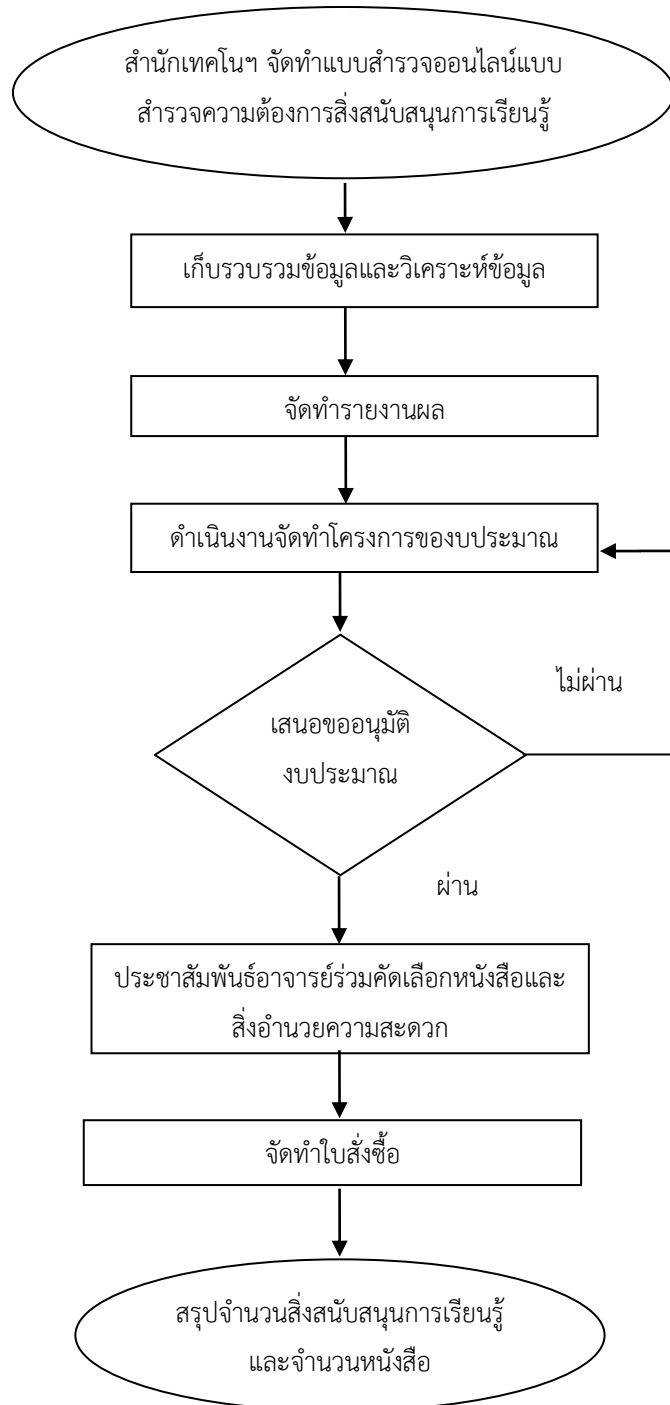 สำนักเทคโนฯ จัดทำแบบสำรวจออนไลน์แบบ
สำรวจความต้องการสิ่งสนับสนุนการเรียนรู้
เก็บรวบรวมข้อมูลและวิเคราะห์ข้อมูล
จัดทำรายงานผล
ดำเนินงานจัดทำโครงการของบประมาณ
ไม่ผ่าน
เสนอขออนุมัติ
งบประมาณ
ผ่าน
ประชาสัมพันธ์อาจารย์ร่วมคัดเลือกหนังสือและ
สิ่งอำนวยความสะดวก
จัดทำใบสั่งซื้อ
สรุปจำนวนสิ่งสนับสนุนการเรียนรู้
และจำนวนหนังสือ